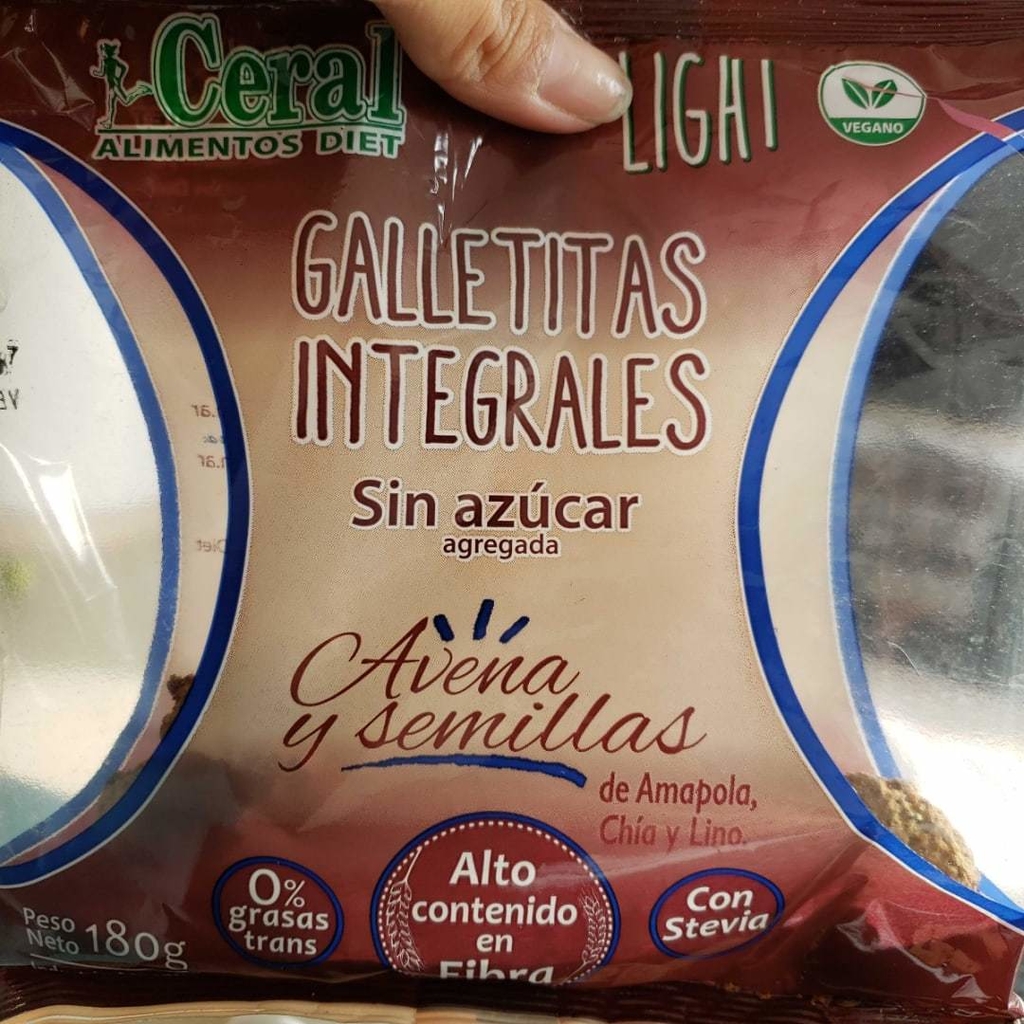 Ceral
ALIMENTOS DIET
LIGHT
VEGANO
GALLETITAS
INTEGRALES
Sin azúcar
agregada
Avena
y semillas
de Amapola,
Chía y Lino.
0%
grasas
trans
Alto
contenido
en
Fibra
Con
Stevia
Peso
Neto 180g